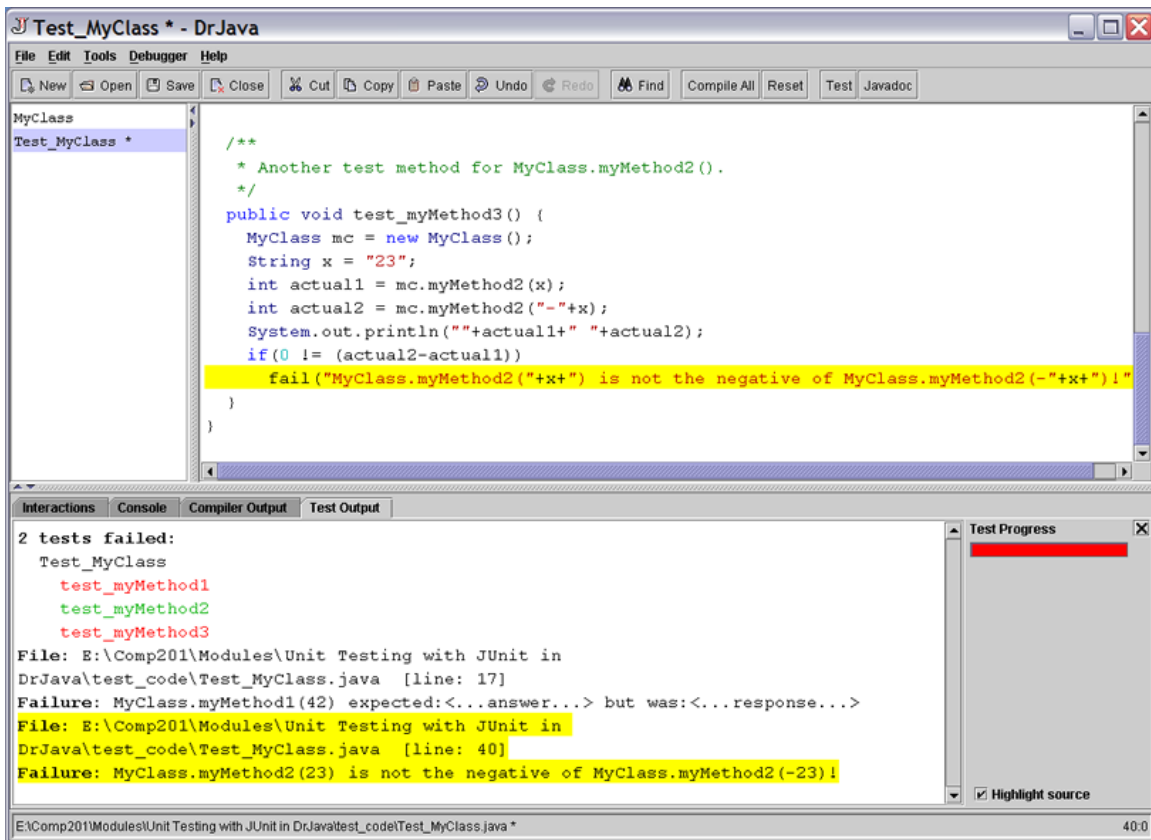 Test_MyClass * - DrJava
File Edit Tools Debugger Help
New Open Save Close Cut Copy Paste Undo Redo Find Compile All Reset Test Javadoc
MyClass
Test_MyClass *
/**
* Another test method for MyClass.myMethod2().
*/
public void test_myMethod3() {
MyClass mc = new MyClass();
String x = "23";
int actual1 = mc.myMethod2(x);
int actual2 = mc.myMethod2("-"+x);
System.out.println(""+actual1+" "+actual2);
if(0 != (actual2-actual1))
fail("MyClass.myMethod2("+x+") is not the negative of MyClass.myMethod2(-"+x+")!"
}
}
Interactions Console Compiler Output Test Output
2 tests failed:
Test_MyClass
test_myMethod1
test_myMethod2
test_myMethod3
File: E:\Comp201\Modules\Unit Testing with JUnit in
DrJava\test_code\Test_MyClass.java [line: 17]
Failure: MyClass.myMethod1(42) expected:<...answer...> but was:<...response...>
File: E:\Comp201\Modules\Unit Testing with JUnit in
DrJava\test_code\Test_MyClass.java [line: 40]
Failure: MyClass.myMethod2(23) is not the negative of MyClass.myMethod2(-23)!
Test Progress
Highlight source
E:\Comp201\Modules\Unit Testing with JUnit in DrJava\test_code\Test_MyClass.java * 40:0